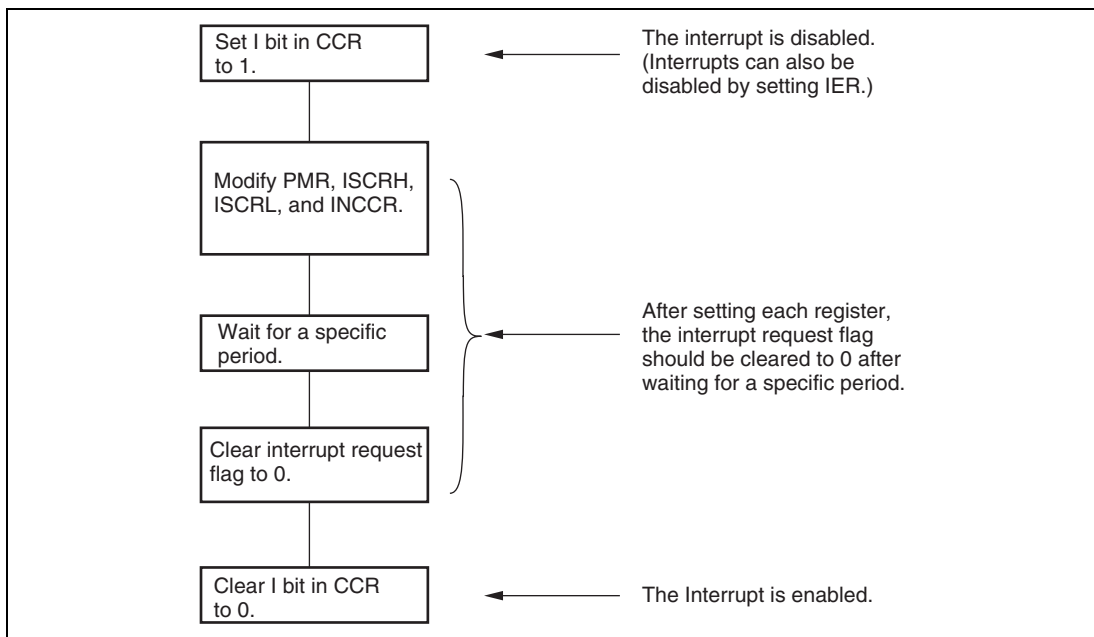 Set I bit in CCR
to 1.
The interrupt is disabled.
(Interrupts can also be
disabled by setting IER.)
Modify PMR, ISCRH,
ISCRL, and INCCR.
Wait for a specific
period.
After setting each register,
the interrupt request flag
should be cleared to 0 after
waiting for a specific period.
Clear interrupt request
flag to 0.
Clear I bit in CCR
to 0.
The Interrupt is enabled.